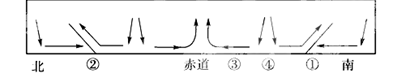 北 ② 赤道 ③ ④ ① 南